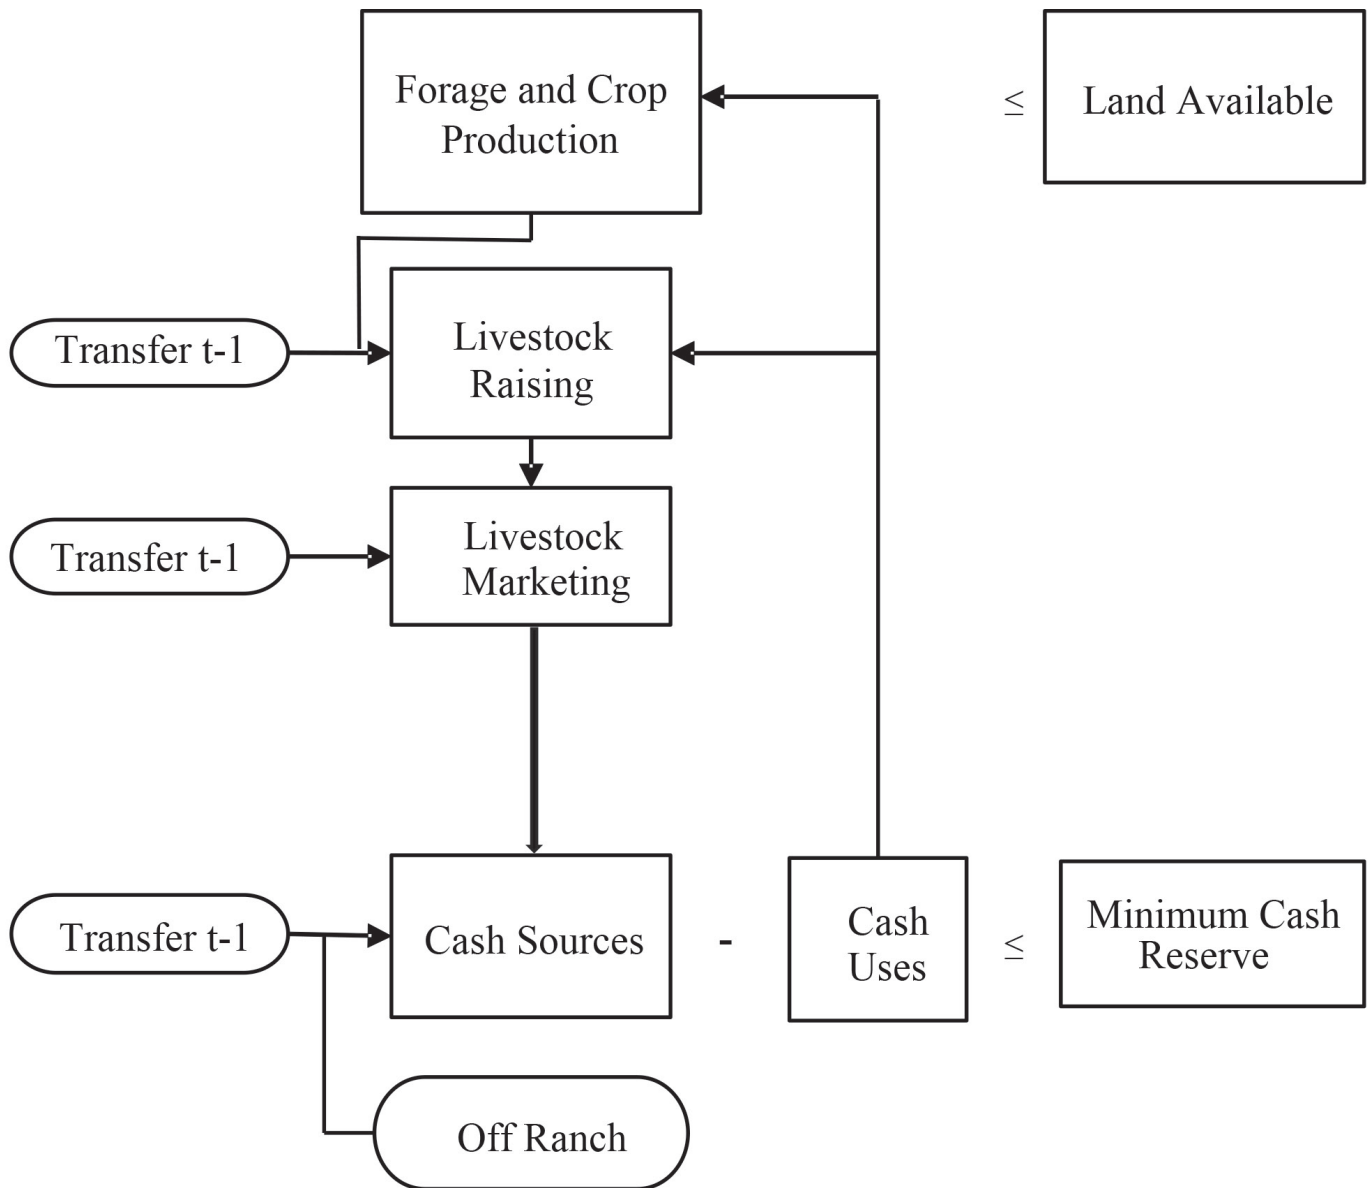 Forage and Crop
Production
≤
Land Available
Transfer t-1
Livestock
Raising
Transfer t-1
Livestock
Marketing
Transfer t-1
Cash Sources
-
Cash
Uses
≤
Minimum Cash
Reserve
Off Ranch